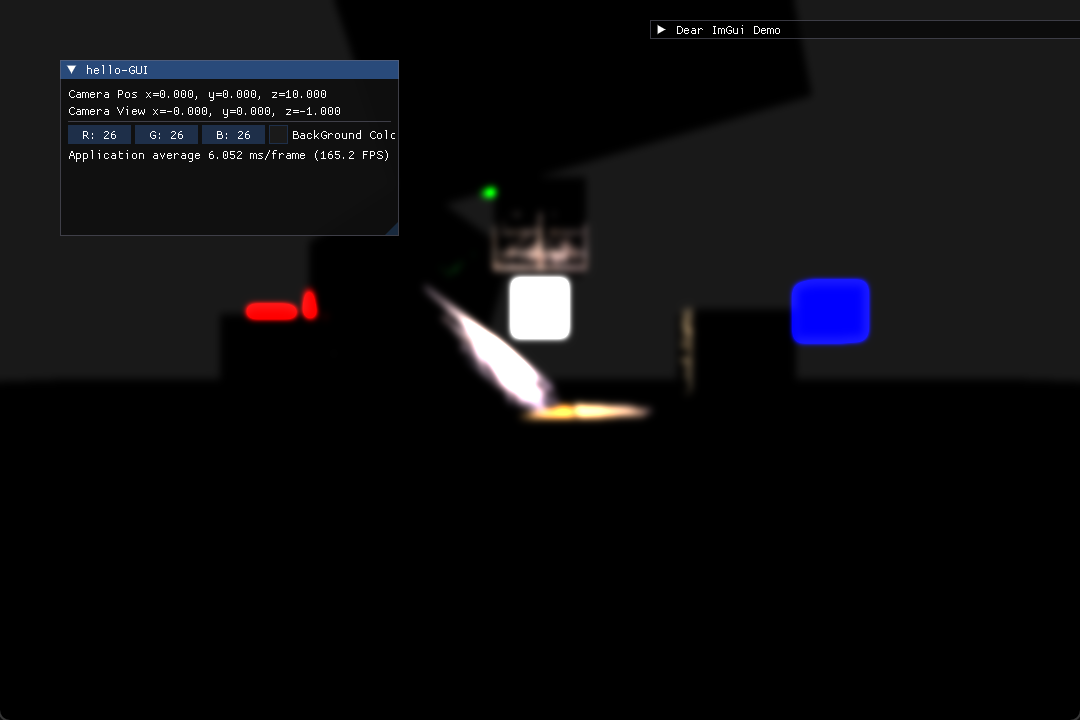 Dear ImGui Demo
hello-GUI
Camera Pos x=0.000, y=0.000, z=10.000
Camera View x=-0.000, y=0.000, z=-1.000
R: 26 G: 26 B: 26 BackGround Colc
Application average 6.052 ms/frame (165.2 FPS)